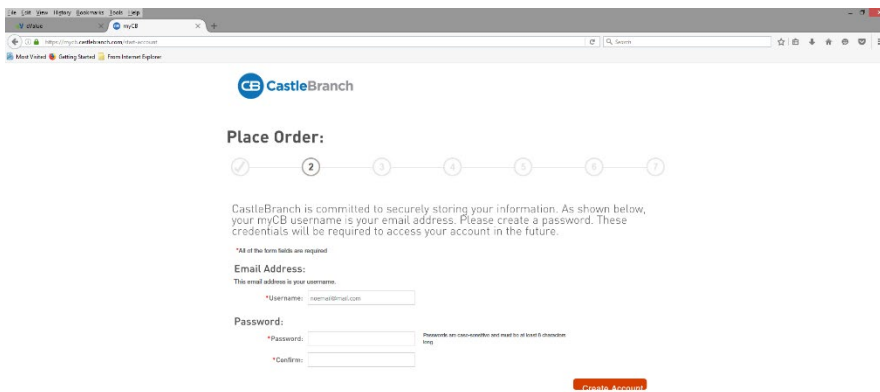 File Edit View History Bookmarks Tools Help
myCB
https://mycb.castlebranch.com/start-account
Search
Most Visited Getting Started From Internet Explorer
CB CastleBranch
Place Order:
2 3 4 5 6 7
CastleBranch is committed to securely storing your information. As shown below,
your myCB username is your email address. Please create a password. These
credentials will be required to access your account in the future.
*All of the form fields are required
Email Address:
This email address is your username.
*Username:
Password:
*Password: Passwords are case-sensitive and must be at least 8 characters
long
*Confirm:
Create Account